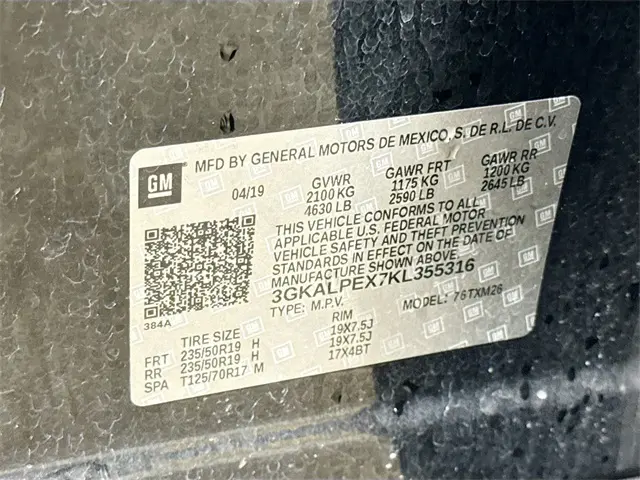 GM
MFD BY GENERAL MOTORS DE MEXICO, S. DE R.L. DE C.V.
04/19
GVWR GAWR FRT GAWR RR
2100 KG 1175 KG 1200 KG
4630 LB 2590 LB 2645 LB
THIS VEHICLE CONFORMS TO ALL
APPLICABLE U.S. FEDERAL MOTOR
VEHICLE SAFETY AND THEFT PREVENTION
STANDARDS IN EFFECT ON THE DATE OF
MANUFACTURE SHOWN ABOVE.
3GKALPEX7KL355316
TYPE: M.P.V. MODEL: 76TXM26
384A
TIRE SIZE RIM
FRT 235/50R19 H 19X7.5J
RR 235/50R19 H 19X7.5J
SPA T125/70R17 M 17X4BT